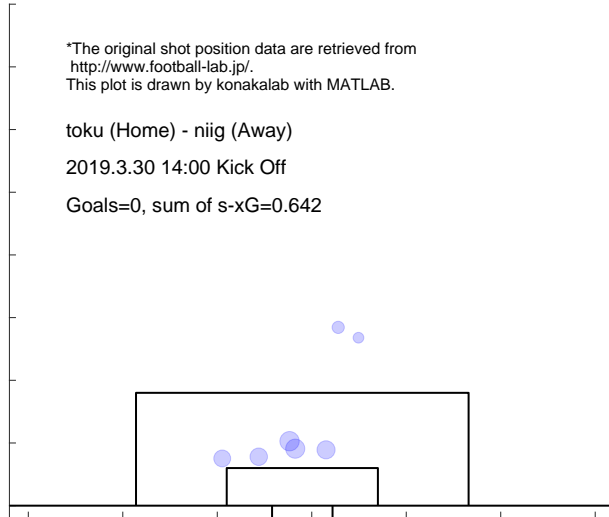 *The original shot position data are retrieved from
http://www.football-lab.jp/.
This plot is drawn by konakalab with MATLAB.
toku (Home) - niig (Away)
2019.3.30 14:00 Kick Off
Goals=0, sum of s-xG=0.642